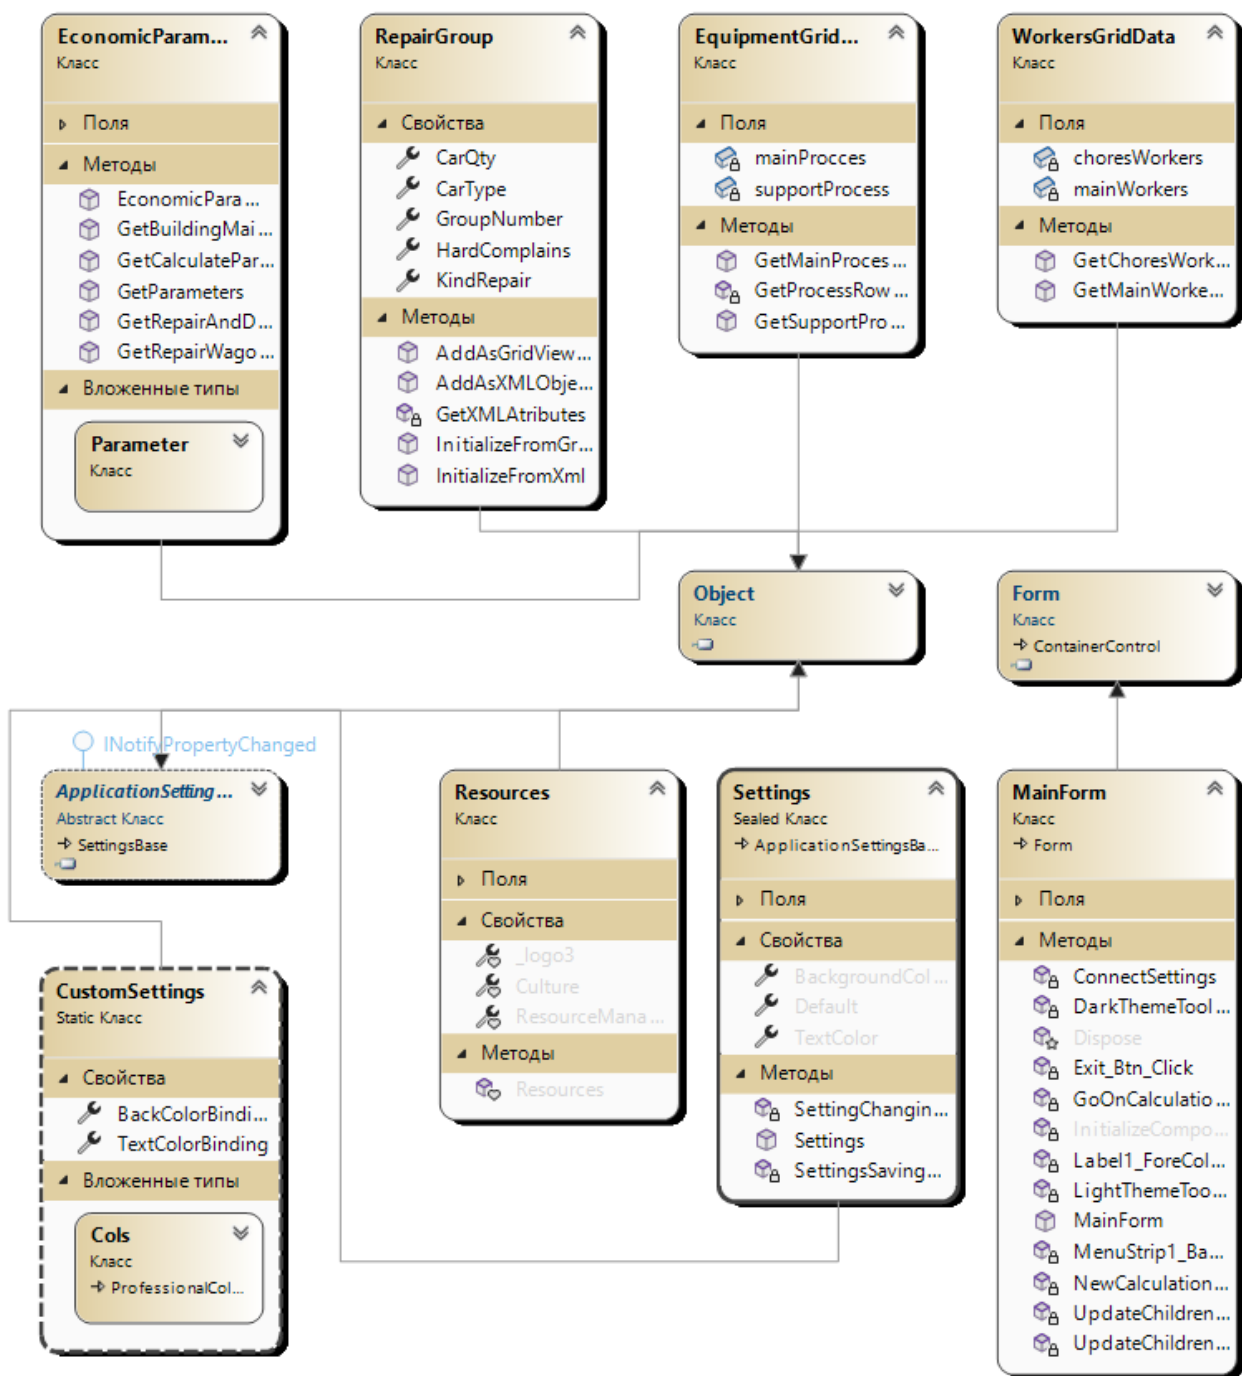 EconomicParam...
Класс
Поля
Методы
EconomicPara...
GetBuildingMai...
GetCalculatePar...
GetParameters
GetRepairAndD...
GetRepairWago...
Вложенные типы
Parameter
Класс
RepairGroup
Класс
Свойства
CarQty
CarType
GroupNumber
HardComplains
KindRepair
Методы
AddAsGridView...
AddAsXMLObje...
GetXMLAtributes
InitializeFromGr...
InitializeFromXml
EquipmentGrid...
Класс
Поля
mainProcces
supportProcess
Методы
GetMainProces...
GetProcessRow...
GetSupportPro...
WorkersGridData
Класс
Поля
choresWorkers
mainWorkers
Методы
GetChoresWork...
GetMainWorke...
Object
Класс
Form
Класс
ContainerControl
INotifyPropertyChanged
ApplicationSetting...
Abstract Класс
SettingsBase
CustomSettings
Static Класс
Свойства
BackColorBindi...
TextColorBinding
Вложенные типы
Cols
Класс
ProfessionalCol...
Resources
Класс
Поля
Свойства
_logo3
Culture
ResourceMana...
Методы
Resources
Settings
Sealed Класс
ApplicationSettingsBa...
Поля
Свойства
BackgroundCol...
Default
TextColor
Методы
SettingChangin...
Settings
SettingsSaving...
MainForm
Класс
Form
Поля
Методы
ConnectSettings
DarkThemeTool...
Dispose
Exit_Btn_Click
GoOnCalculatio...
InitializeCompo...
Label1_ForeCol...
LightThemeToo...
MainForm
MenuStrip1_Ba...
NewCalculation...
UpdateChildren...
UpdateChildren...